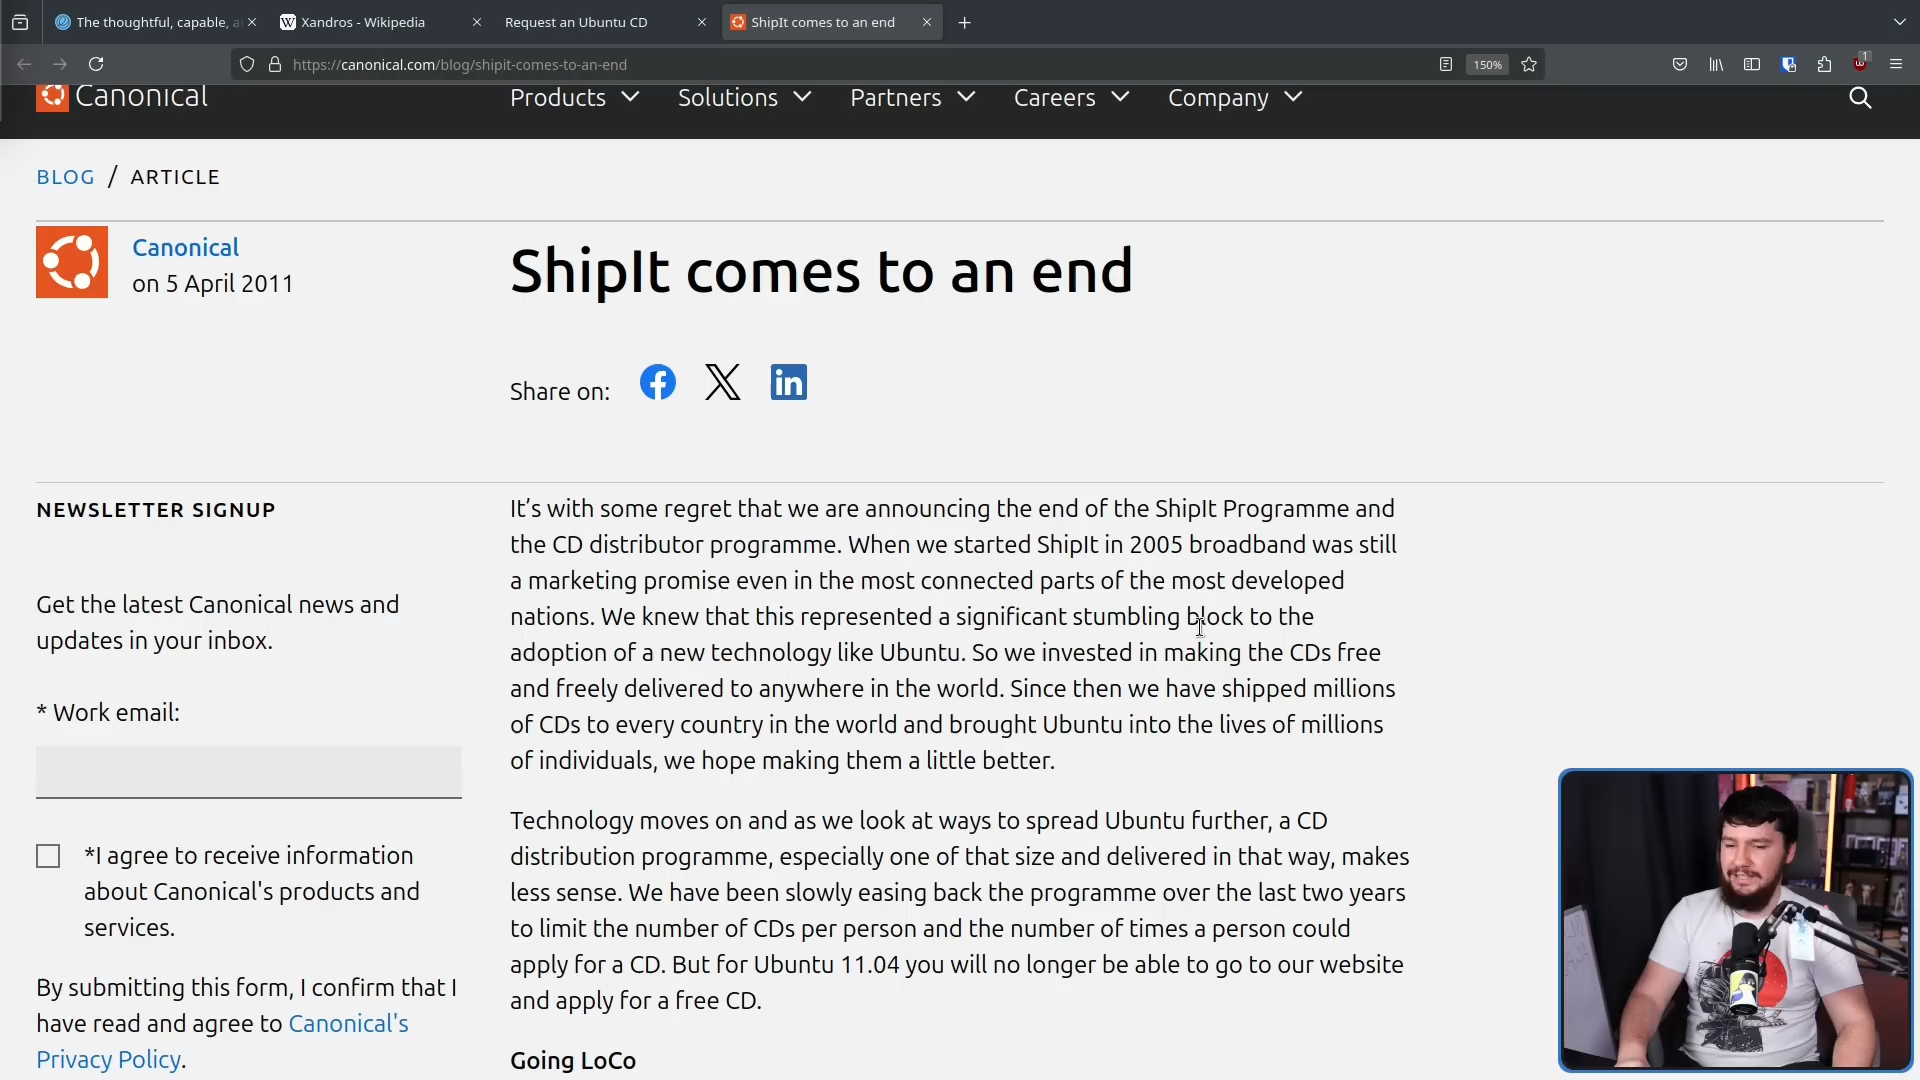 The thoughtful, capable, a
Xandros - Wikipedia
Request an Ubuntu CD
ShipIt comes to an end
https://canonical.com/blog/shipit-comes-to-an-end
150%
1
Canonical
Products
Solutions
Partners
Careers
Company
BLOG / ARTICLE
Canonical
on 5 April 2011
ShipIt comes to an end
Share on:
NEWSLETTER SIGNUP
Get the latest Canonical news and
updates in your inbox.
* Work email:
*I agree to receive information
about Canonical's products and
services.
By submitting this form, I confirm that I
have read and agree to Canonical's
Privacy Policy.
It’s with some regret that we are announcing the end of the ShipIt Programme and
the CD distributor programme. When we started ShipIt in 2005 broadband was still
a marketing promise even in the most connected parts of the most developed
nations. We knew that this represented a significant stumbling block to the
adoption of a new technology like Ubuntu. So we invested in making the CDs free
and freely delivered to anywhere in the world. Since then we have shipped millions
of CDs to every country in the world and brought Ubuntu into the lives of millions
of individuals, we hope making them a little better.
Technology moves on and as we look at ways to spread Ubuntu further, a CD
distribution programme, especially one of that size and delivered in that way, makes
less sense. We have been slowly easing back the programme over the last two years
to limit the number of CDs per person and the number of times a person could
apply for a CD. But for Ubuntu 11.04 you will no longer be able to go to our website
and apply for a free CD.
Going LoCo